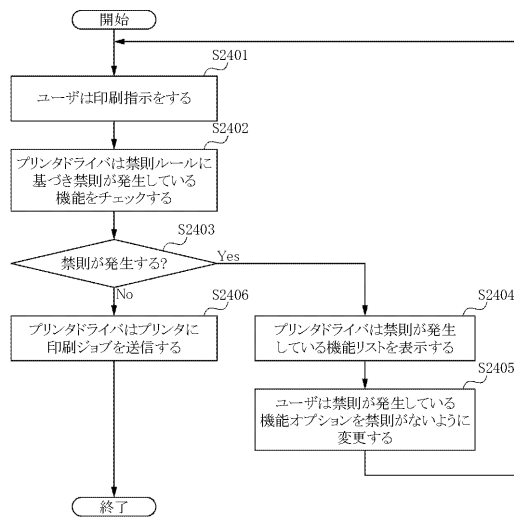 開始
S2401
ユーザは印刷指示をする
S2402
プリンタドライバは禁則ルールに
基づき禁則が発生している
機能をチェックする
S2403
禁則が発生する?
Yes
No
S2406
プリンタドライバはプリンタに
印刷ジョブを送信する
S2404
プリンタドライバは禁則が発生
している機能リストを表示する
S2405
ユーザは禁則が発生している
機能オプションを禁則がないように
変更する
終了